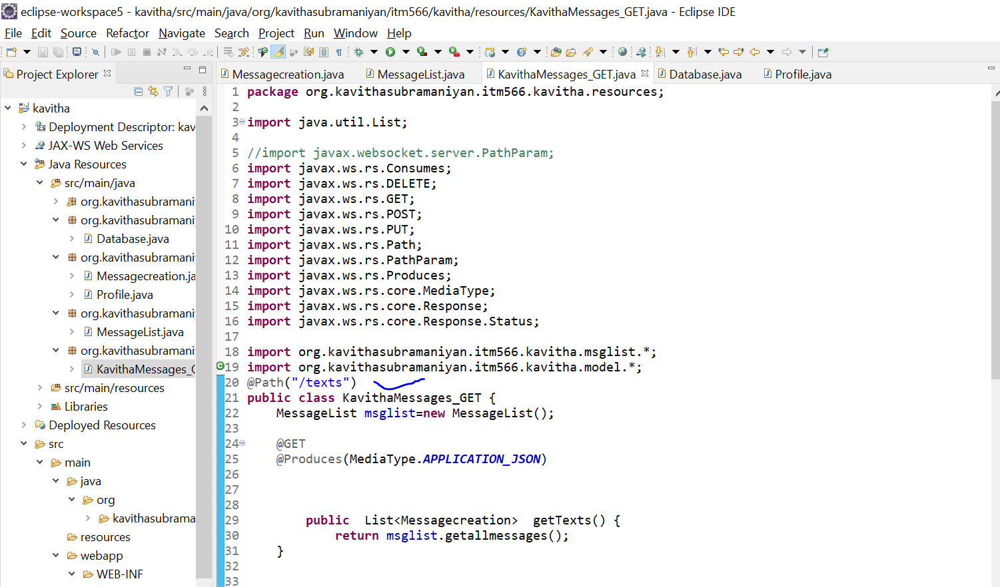 eclipse-workspace5 - kavitha/src/main/java/org/kavithasubramaniyan/itm566/kavitha/resources/KavithaMessages_GET.java - Eclipse IDE
File Edit Source Refactor Navigate Search Project Run Window Help
Project Explorer
Messagecreation.java MessageList.java KavithaMessages_GET.java Database.java Profile.java
kavitha
Deployment Descriptor: kav
JAX-WS Web Services
Java Resources
src/main/java
org.kavithasubramani
org.kavithasubramani
Database.java
org.kavithasubramani
Messagecreation.ja
Profile.java
org.kavithasubramani
MessageList.java
org.kavithasubramani
KavithaMessages_G
src/main/resources
Libraries
Deployed Resources
src
main
java
org
kavithasubrama
resources
webapp
WEB-INF
1 package org.kavithasubramaniyan.itm566.kavitha.resources;
2
3 import java.util.List;
4
5 //import javax.websocket.server.PathParam;
6 import javax.ws.rs.Consumes;
7 import javax.ws.rs.DELETE;
8 import javax.ws.rs.GET;
9 import javax.ws.rs.POST;
10 import javax.ws.rs.PUT;
11 import javax.ws.rs.Path;
12 import javax.ws.rs.PathParam;
13 import javax.ws.rs.Produces;
14 import javax.ws.rs.core.MediaType;
15 import javax.ws.rs.core.Response;
16 import javax.ws.rs.core.Response.Status;
17
18 import org.kavithasubramaniyan.itm566.kavitha.msglist.*;
19 import org.kavithasubramaniyan.itm566.kavitha.model.*;
20 @Path("/texts")
21 public class KavithaMessages_GET {
22 MessageList msglist=new MessageList();
23
24 @GET
25 @Produces(MediaType.APPLICATION_JSON)
26
27
28
29 public List<Messagecreation> getTexts() {
30 return msglist.getallmessages();
31 }
32
33